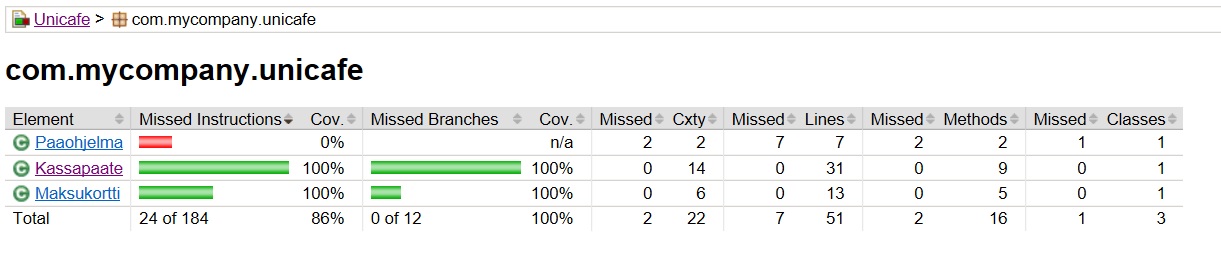 Unicafe > com.mycompany.unicafe
com.mycompany.unicafe
Element Missed Instructions Cov. Missed Branches Cov. Missed Cxty Missed Lines Missed Methods Missed Classes
Paaohjelma 0% n/a 2 2 7 7 2 2 1 1
Kassapaate 100% 100% 0 14 0 31 0 9 0 1
Maksukortti 100% 100% 0 6 0 13 0 5 0 1
Total 24 of 184 86% 0 of 12 100% 2 22 7 51 2 16 1 3